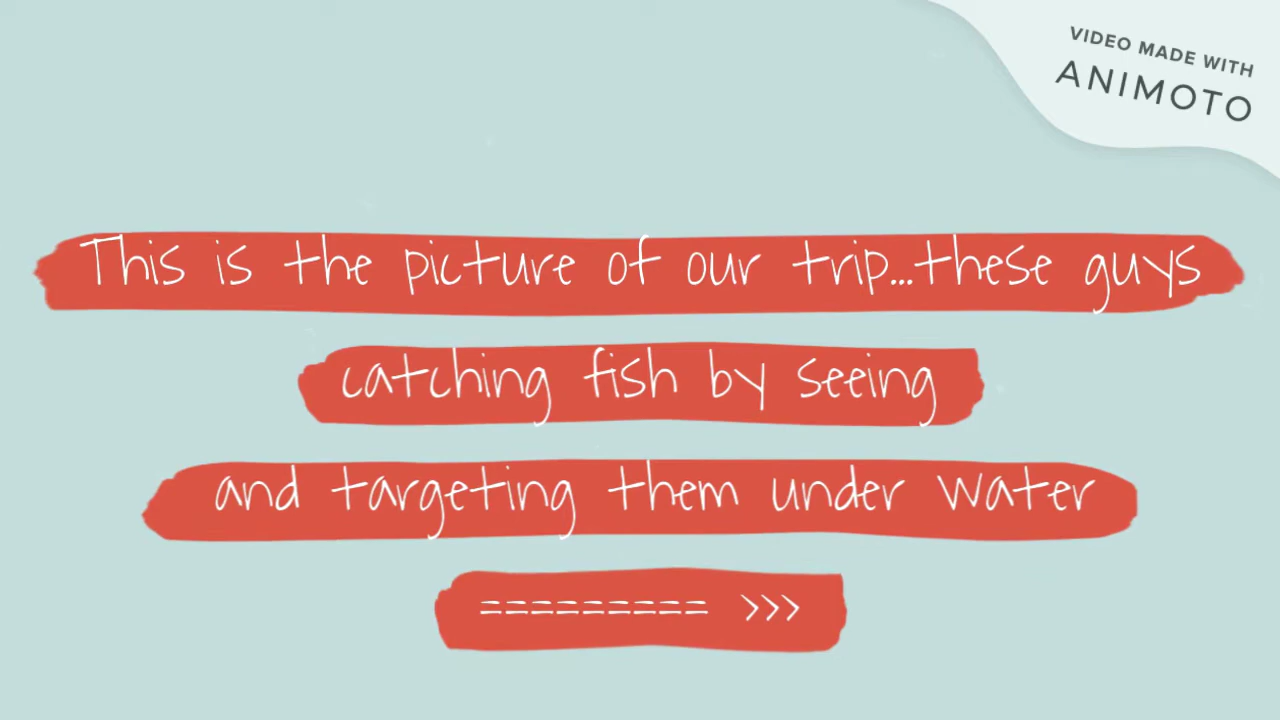 VIDEO MADE WITH
ANIMOTO
This is the picture of our trip...these guys
catching fish by seeing
and targeting them under water
========= >>>